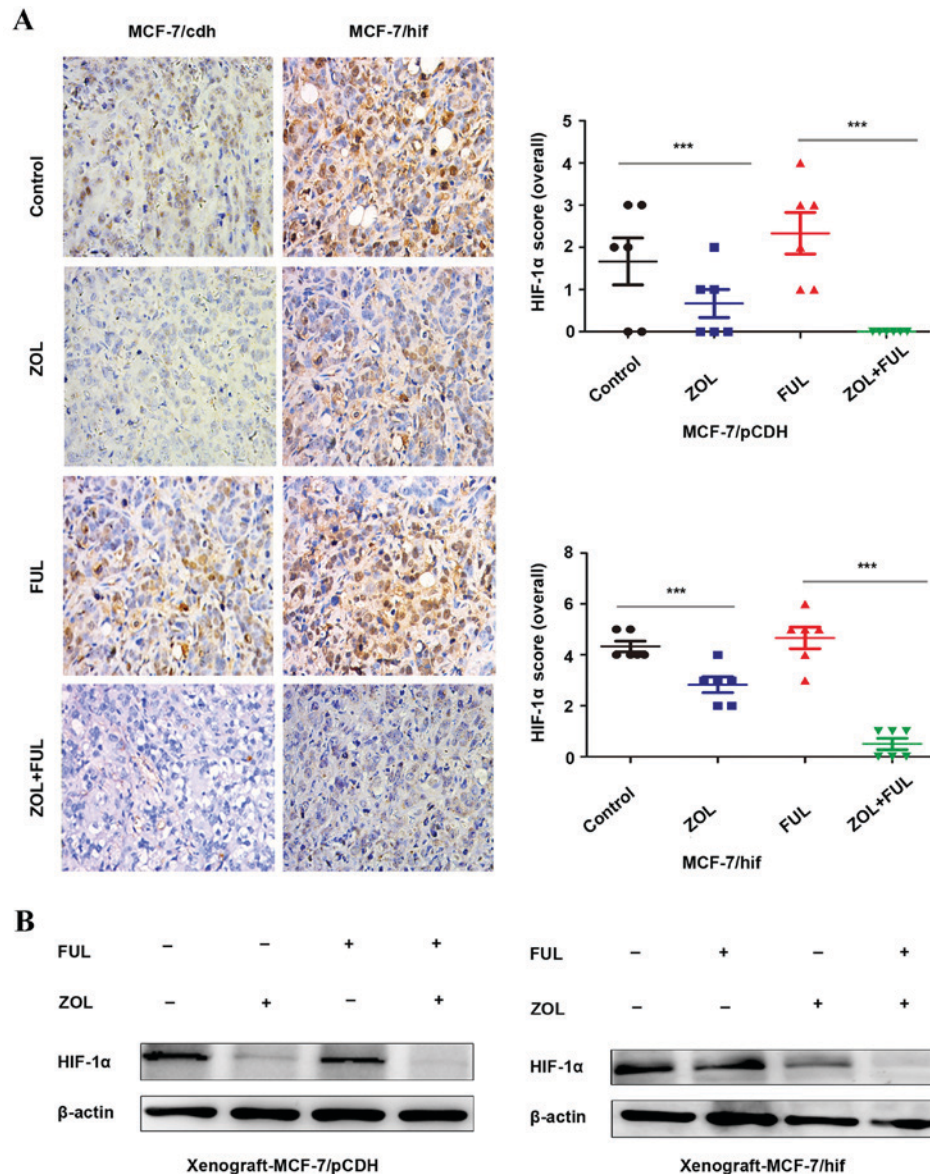 A
MCF-7/cdh MCF-7/hif
Control
ZOL
FUL
ZOL+FUL
HIF-1α score (overall)
5
4
3
2
1
0
***
***
Control ZOL FUL ZOL+FUL
MCF-7/pCDH
HIF-1α score (overall)
8
6
4
2
0
***
***
Control ZOL FUL ZOL+FUL
MCF-7/hif
B
FUL – – + +
ZOL – + – +
HIF-1α
β-actin
Xenograft-MCF-7/pCDH
FUL – + – +
ZOL – – + +
HIF-1α
β-actin
Xenograft-MCF-7/hif